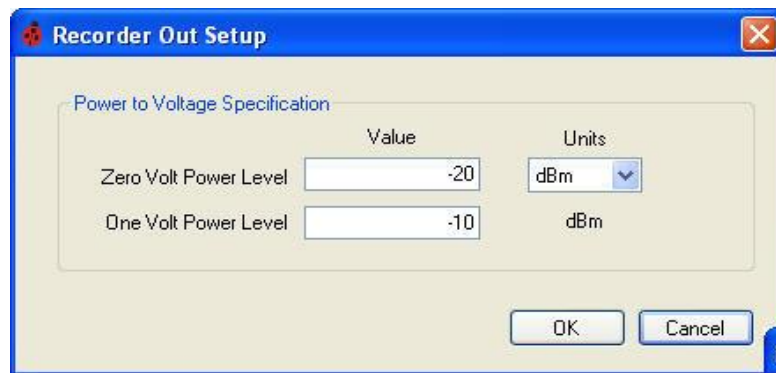 Recorder Out Setup
Power to Voltage Specification
Value Units
Zero Volt Power Level -20 dBm
One Volt Power Level -10 dBm
OK Cancel